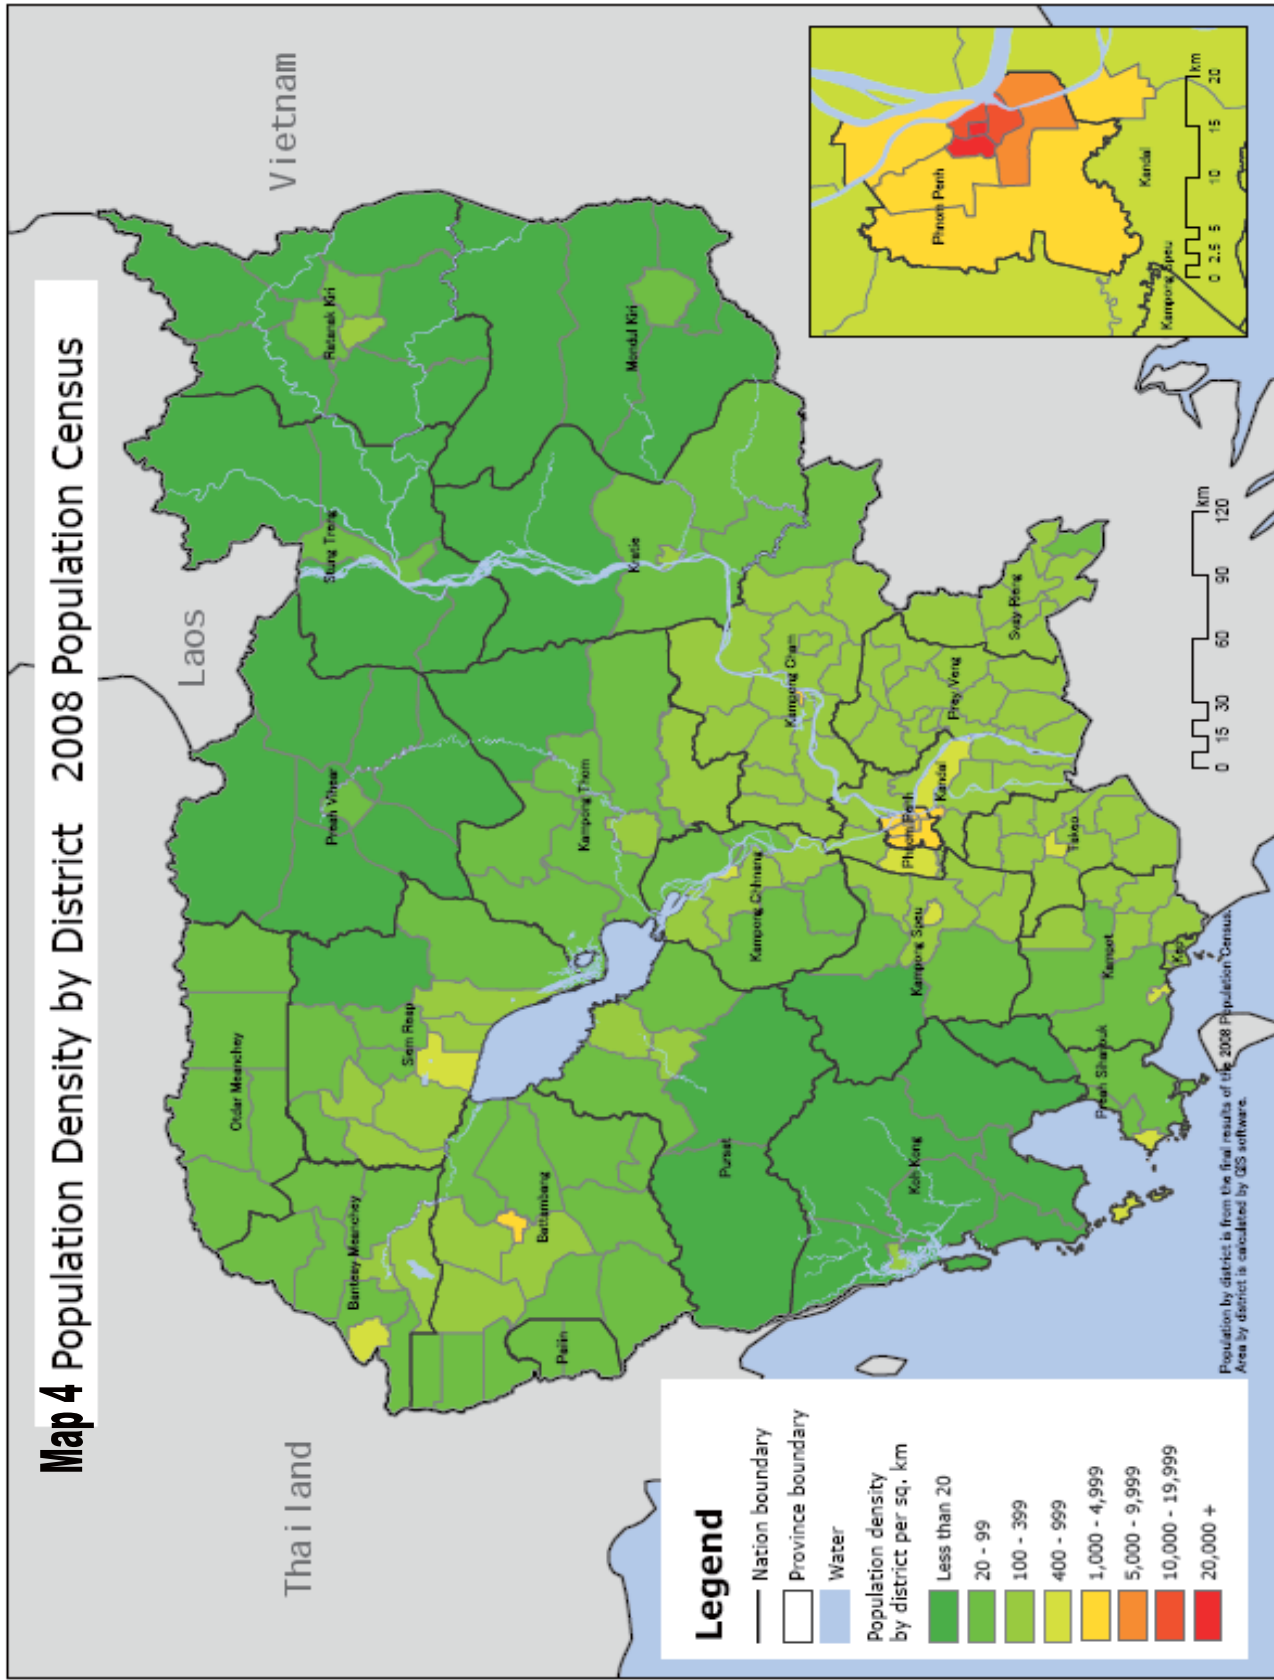 Map 4 Population Density by District 2008 Population Census
Thailand
Laos
Vietnam
Otdar Meanchey
Banteay Meanchey
Siem Reap
Preah Vihear
Stung Treng
Ratanak Kiri
Battambang
Pailin
Kampong Thom
Kratie
Mondul Kiri
Pursat
Kampong Chhnang
Kampong Cham
Koh Kong
Kampong Speu
Phnom Penh
Kandal
Prey Veng
Svay Rieng
Preah Sihanouk
Kampot
Kep
Takeo
Phnom Penh
Kandal
Kampong Speu
0 2.5 5 10 15 20
km
0 15 30 60 90 120
km
Legend
Nation boundary
Province boundary
Water
Population density
by district per sq. km
Less than 20
20 - 99
100 - 399
400 - 999
1,000 - 4,999
5,000 - 9,999
10,000 - 19,999
20,000 +
Population by district is from the final results of the 2008 Population Census.
Area by district is calculated by GIS software.